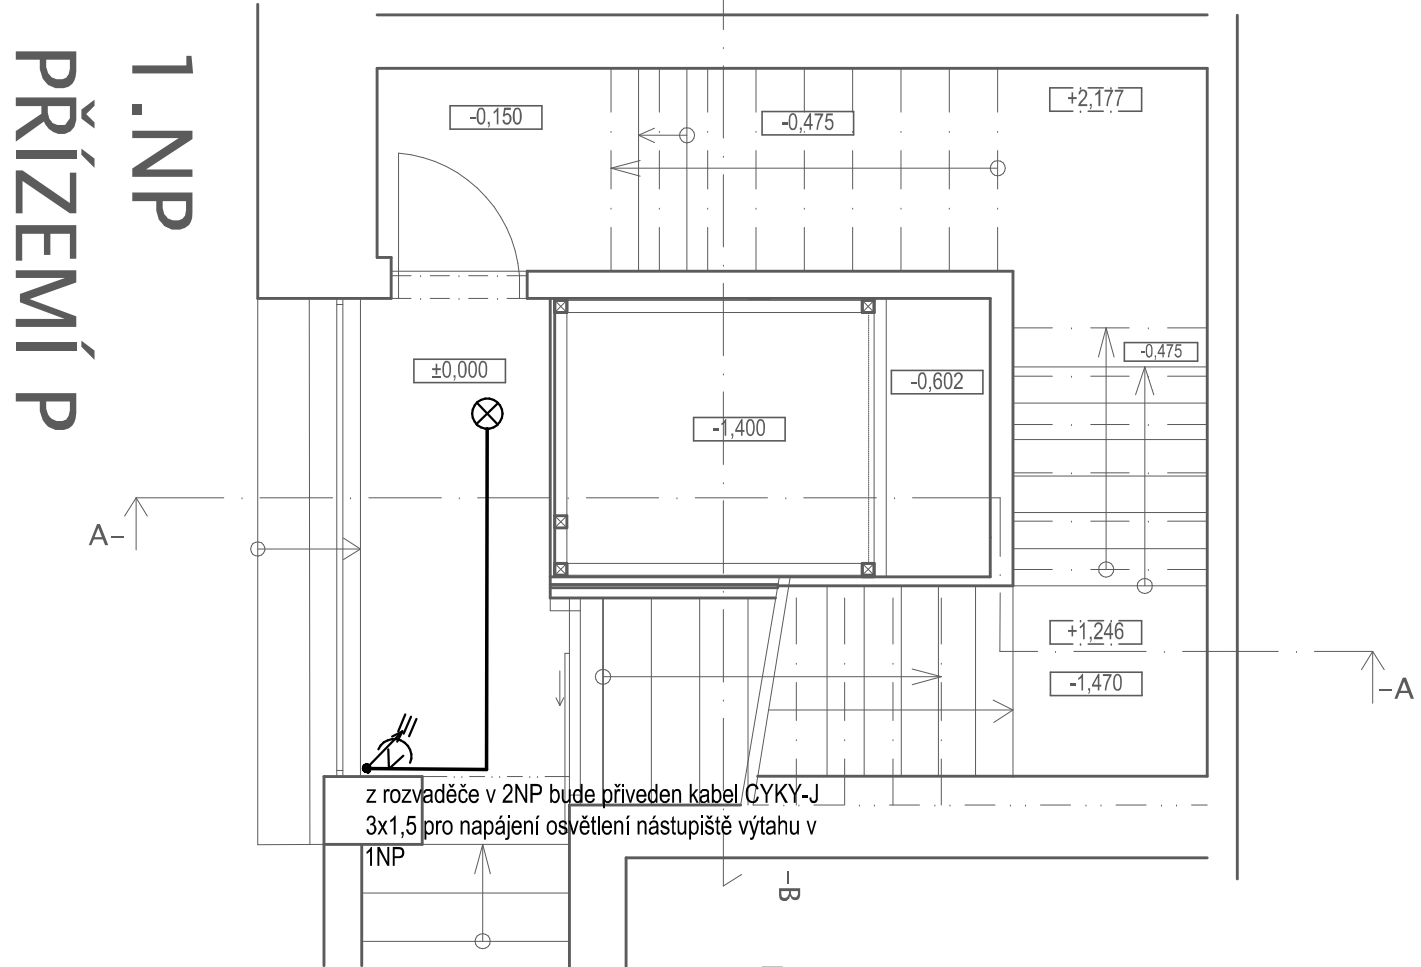 1.NP
PŘÍZEMÍ P
-0,150
-0,475
+2,177
±0,000
-0,475
-0,602
-1,400
A-
+1,246
-1,470
-A
z rozvaděče v 2NP bude přiveden kabel CYKY-J
3x1,5 pro napájení osvětlení nástupiště výtahu v
1NP
-B